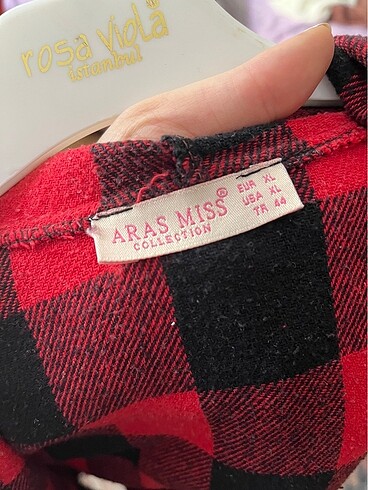 rosa viola
istanbul
ARAS MISS®
COLLECTION
EUR XL
USA XL
TR 44